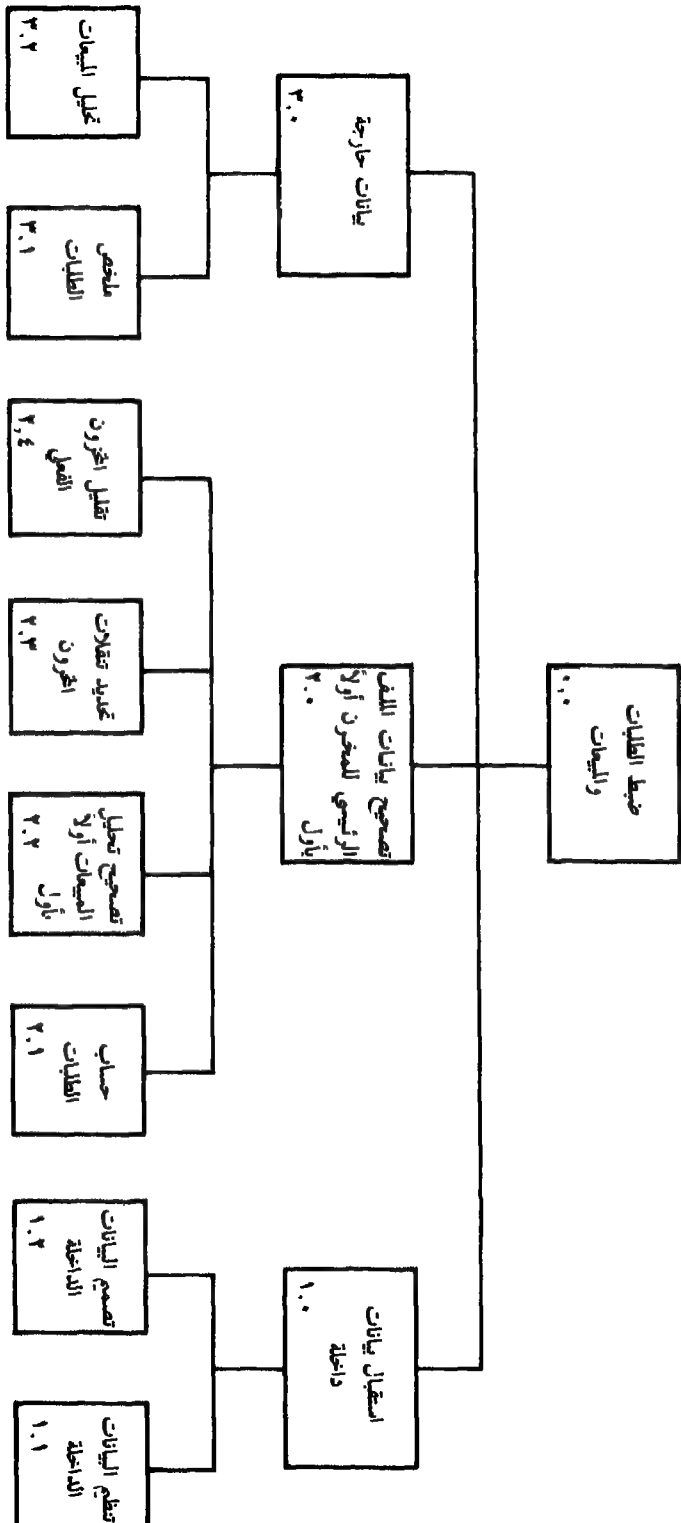 ضبط الطلبات
والمبيعات
٠,٠
استقبال بيانات
داخلة
١.٠
تصحيح بيانات الملف
الرئيسي للمخزن أولاً
بأول
٢.٠
بيانات خارجة
٣.٠
تنظيم البيانات
الداخلة
١.١
تصميم البيانات
الداخلة
١.٢
حساب
الطلبات
٢.١
تصحيح تحليل
المبيعات أولاً
بأول
٢.٢
تحديد تنقلات
المخزون
٢.٣
تقليل المخزون
الفعلي
٢,٤
ملخص
الطلبات
٣.١
تحليل المبيعات
٣.٢